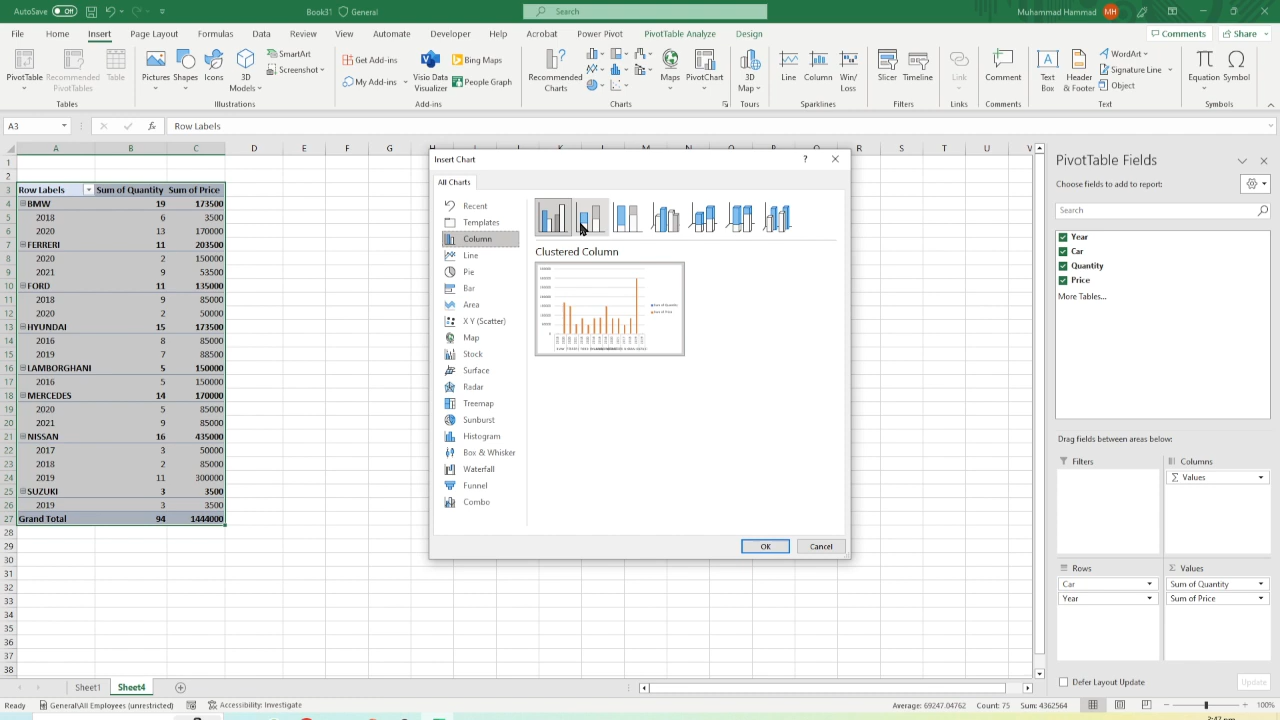 AutoSave Off Book31 General Search Muhammad Hammad MH
File Home Insert Page Layout Formulas Data Review View Automate Developer Help Acrobat Power Pivot PivotTable Analyze Design Comments Share
PivotTable Recommended PivotTables Table Tables
Pictures Shapes Icons 3D Models SmartArt Screenshot Illustrations
Get Add-ins My Add-ins Visio Data Visualizer Bing Maps People Graph Add-ins
Recommended Charts Maps PivotChart Charts
3D Map Tours
Line Column Win/Loss Sparklines
Slicer Timeline Filters
Link Links
Comment Comments
Text Box Header & Footer WordArt Signature Line Object Text
Equation Symbol Symbols
A3 fx Row Labels
A B C D E F G H I J K L M N O P Q R S T U V
Row Labels Sum of Quantity Sum of Price
BMW 19 173500
2018 6 3500
2020 13 170000
FERRERI 11 203500
2020 2 150000
2021 9 53500
FORD 11 135000
2018 9 85000
2020 2 50000
HYUNDAI 15 173500
2016 8 85000
2019 7 88500
LAMBORGHANI 5 150000
2016 5 150000
MERCEDES 14 170000
2020 5 85000
2021 9 85000
NISSAN 16 435000
2017 3 50000
2018 2 85000
2019 11 300000
SUZUKI 3 3500
2019 3 3500
Grand Total 94 1444000
Insert Chart ?
All Charts
Recent
Templates
Column
Line
Pie
Bar
Area
X Y (Scatter)
Map
Stock
Surface
Radar
Treemap
Sunburst
Histogram
Box & Whisker
Waterfall
Funnel
Combo
Clustered Column
Sum of Quantity
Sum of Price
OK Cancel
PivotTable Fields
Choose fields to add to report:
Search
Year
Car
Quantity
Price
More Tables...
Drag fields between areas below:
Filters Columns
Σ Values
Rows Σ Values
Car Sum of Quantity
Year Sum of Price
Defer Layout Update Update
Sheet1 Sheet4
Ready General\All Employees (unrestricted) Accessibility: Investigate Average: 69247.04762 Count: 75 Sum: 4362564 100%